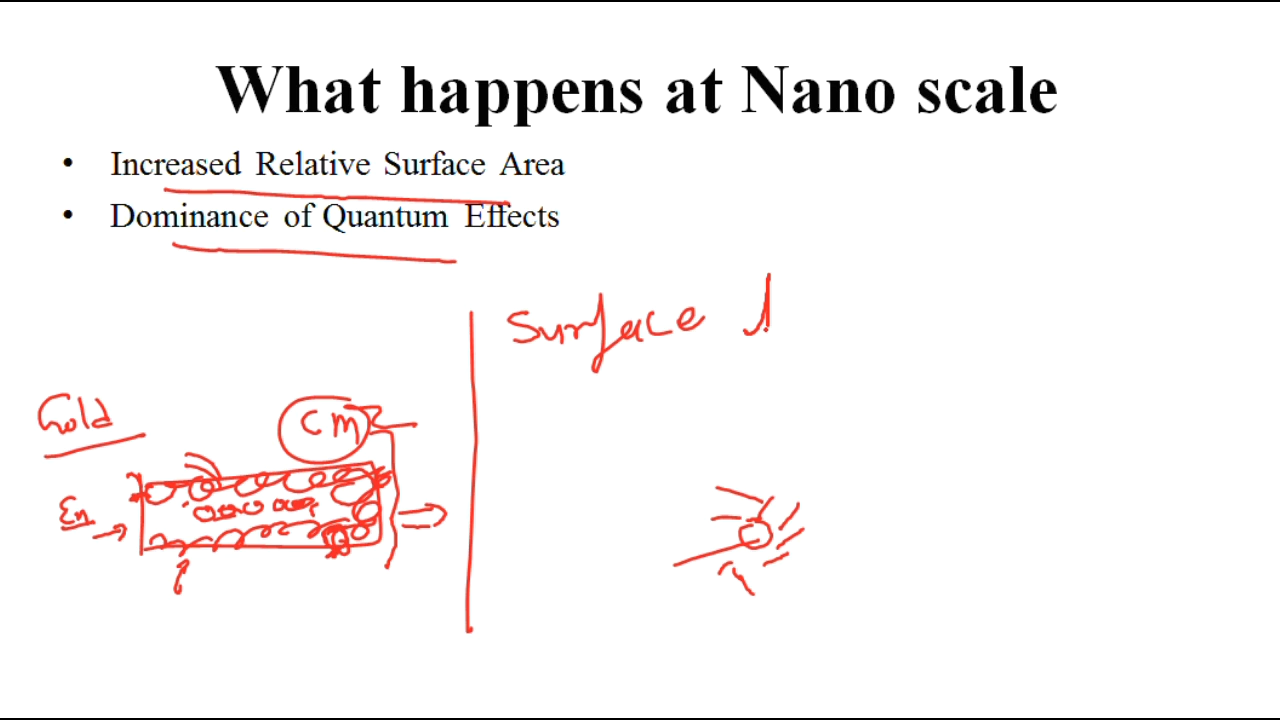 What happens at Nano scale
• Increased Relative Surface Area
• Dominance of Quantum Effects
Surface
Gold
CM
En